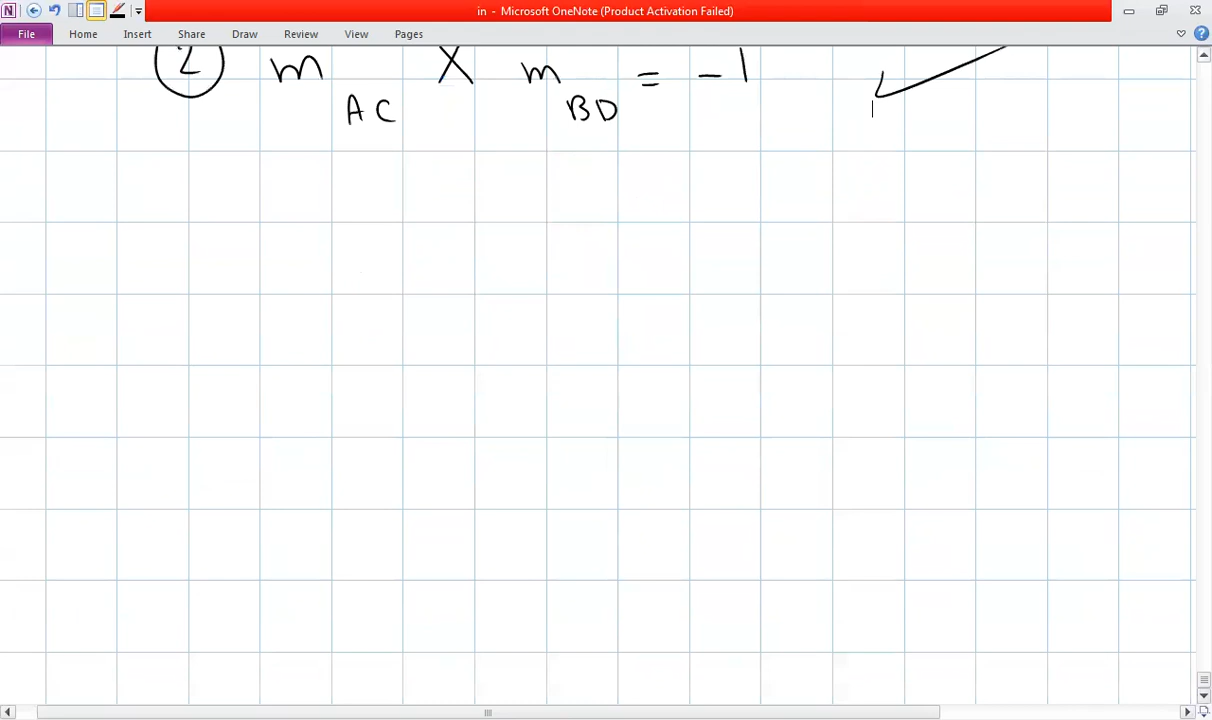 in - Microsoft OneNote (Product Activation Failed)
File Home Insert Share Draw Review View Pages
② m AC × m BD = -1